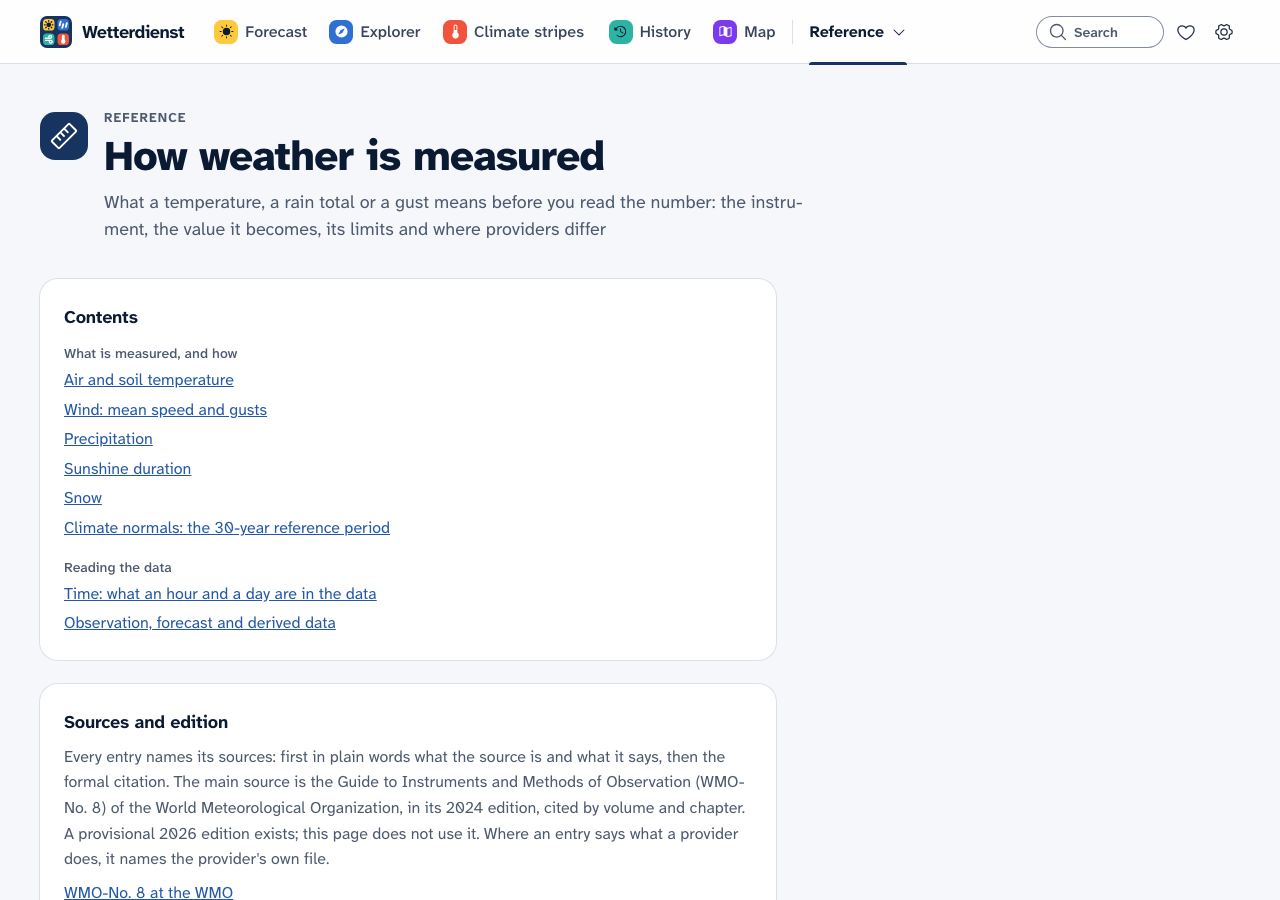 Wetterdienst
Forecast
Explorer
Climate stripes
History
Map
Reference
Search
REFERENCE
How weather is measured
What a temperature, a rain total or a gust means before you read the number: the instru-
ment, the value it becomes, its limits and where providers differ
Contents
What is measured, and how
Air and soil temperature
Wind: mean speed and gusts
Precipitation
Sunshine duration
Snow
Climate normals: the 30-year reference period
Reading the data
Time: what an hour and a day are in the data
Observation, forecast and derived data
Sources and edition
Every entry names its sources: first in plain words what the source is and what it says, then the
formal citation. The main source is the Guide to Instruments and Methods of Observation (WMO-
No. 8) of the World Meteorological Organization, in its 2024 edition, cited by volume and chapter.
A provisional 2026 edition exists; this page does not use it. Where an entry says what a provider
does, it names the provider's own file.
WMO-No. 8 at the WMO